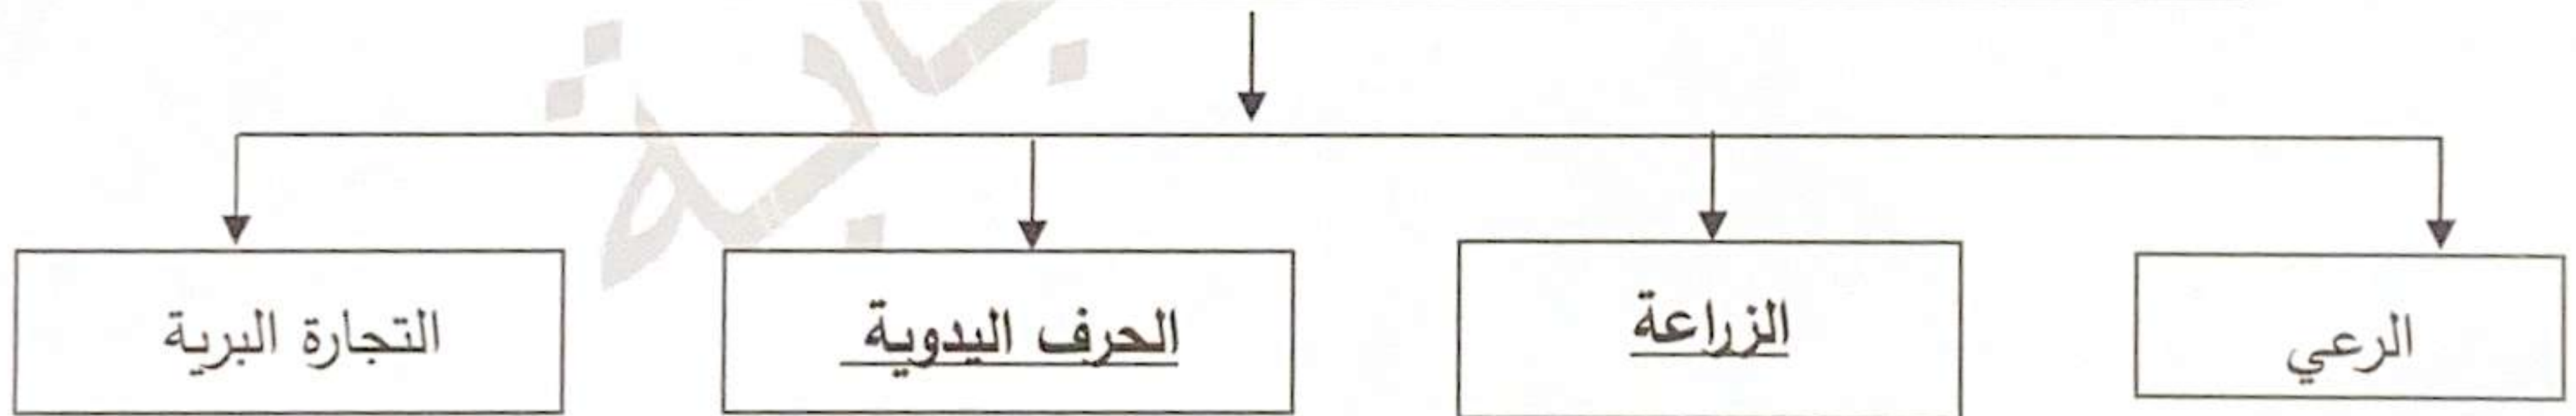 الرعي
الزراعة
الحرف اليدوية
التجارة البرية